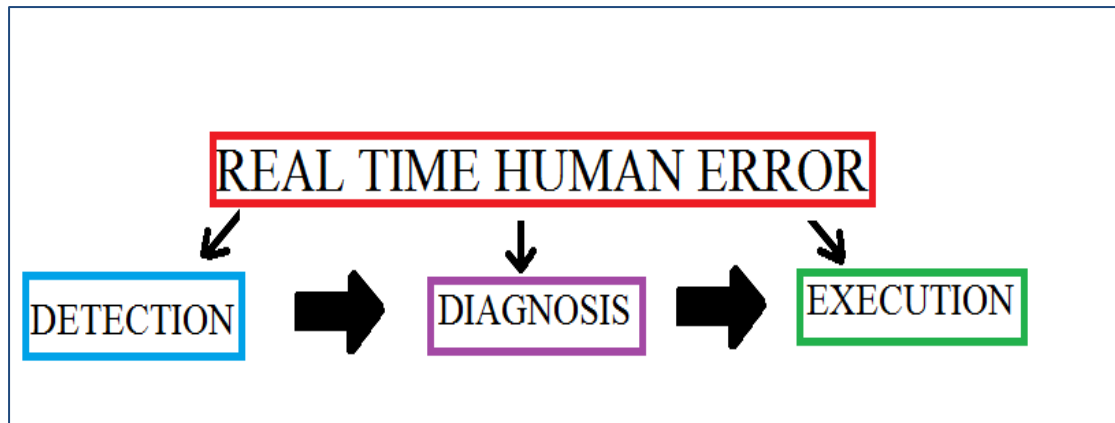 REAL TIME HUMAN ERROR
DETECTION
DIAGNOSIS
EXECUTION